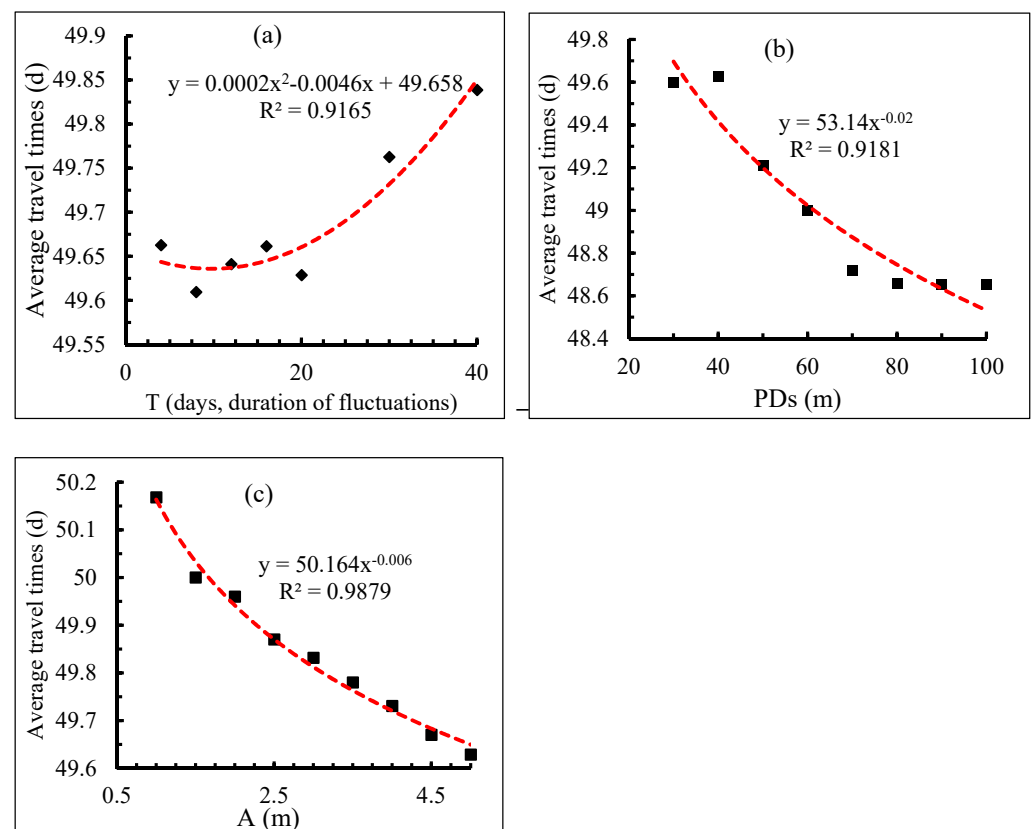 (a)
y = 0.0002x²-0.0046x + 49.658
R² = 0.9165
49.9
49.85
49.8
49.75
49.7
49.65
49.6
49.55
0
20
40
Average travel times (d)
T (days, duration of fluctuations)
(b)
y = 53.14x⁻⁰·⁰²
R² = 0.9181
49.8
49.6
49.4
49.2
49
48.8
48.6
48.4
20
40
60
80
100
Average travel times (d)
PDs (m)
(c)
y = 50.164x⁻⁰·⁰⁰⁶
R² = 0.9879
50.2
50.1
50
49.9
49.8
49.7
49.6
0.5
2.5
4.5
Average travel times (d)
A (m)